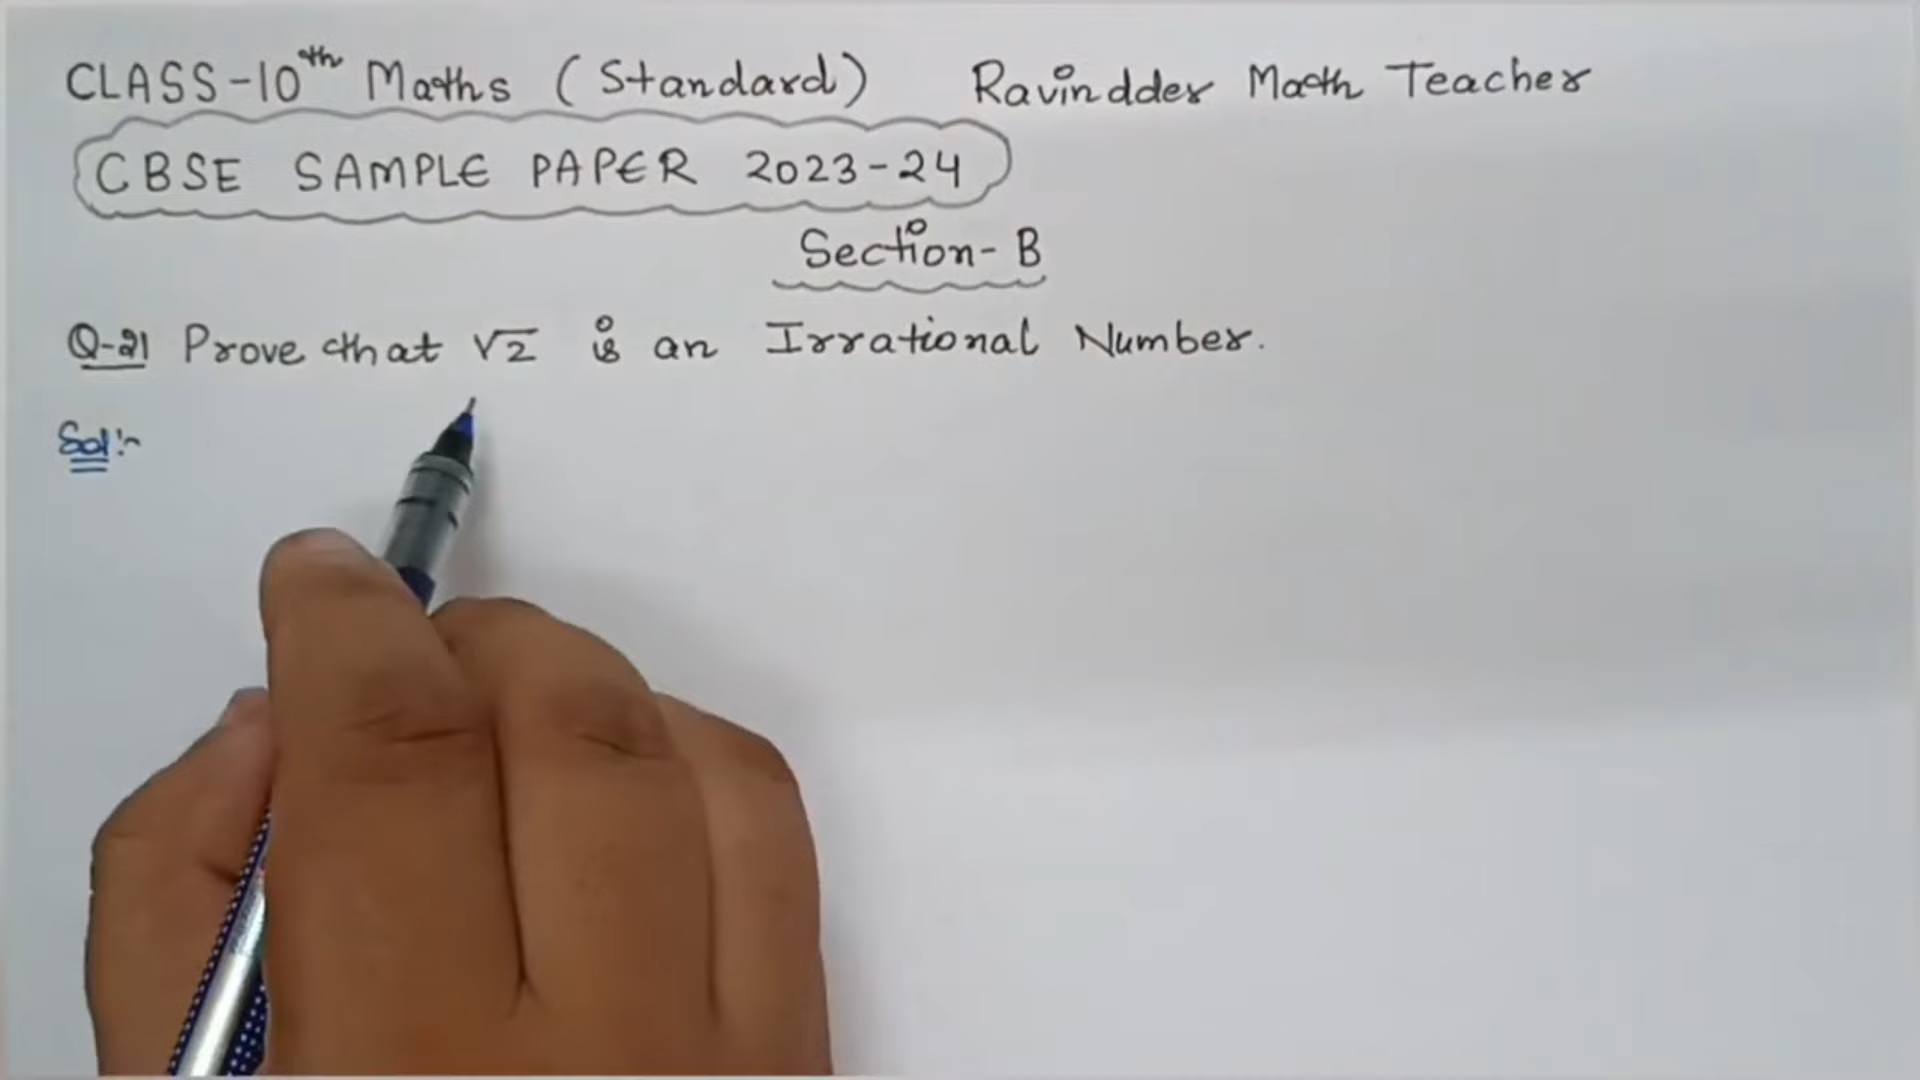 CLASS-10th Maths (Standard) Ravindder Math Teacher
CBSE SAMPLE PAPER 2023-24
Section-B
Q-21 Prove that √2 is an Irrational Number.
Sol:-